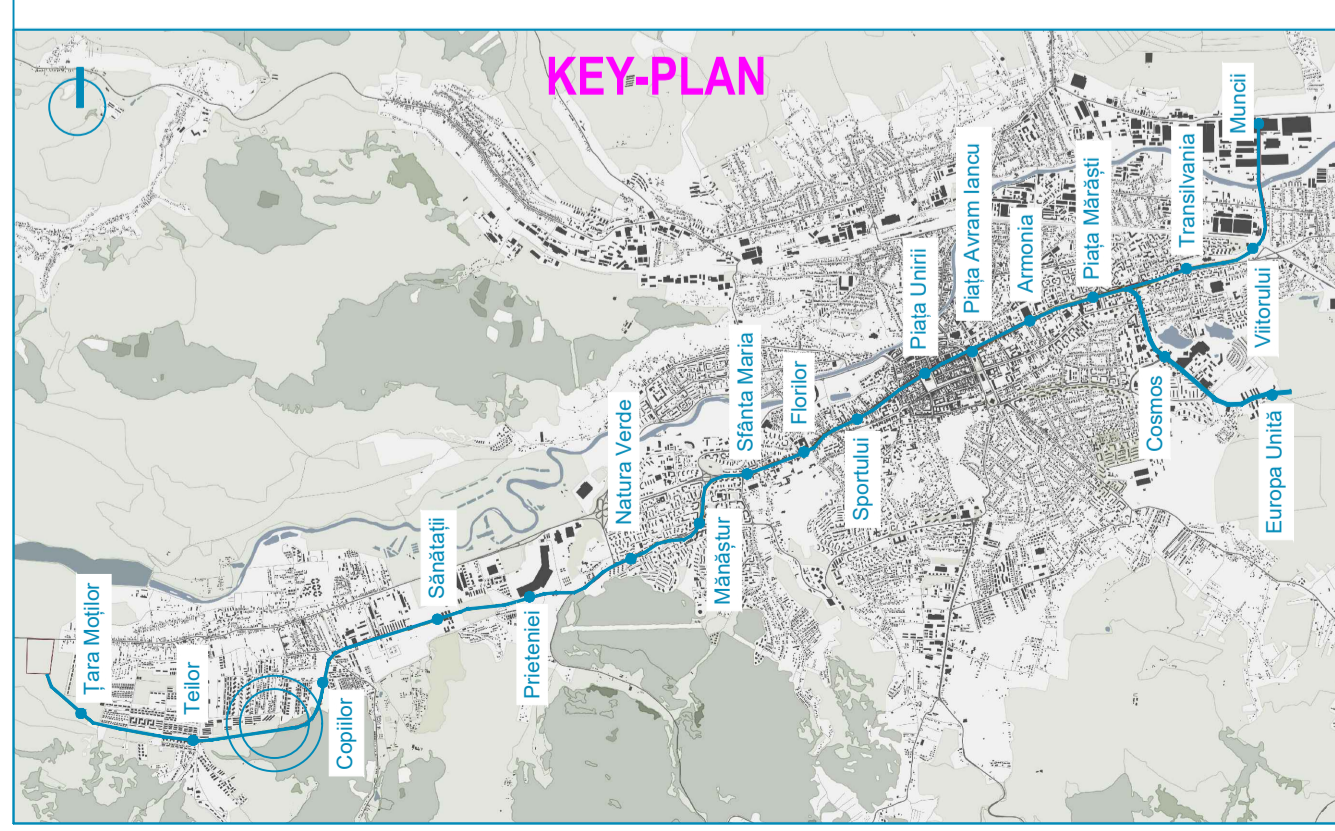 KEY-PLAN
Țara Moților
Teilor
Copiilor
Sănătații
Prieteniei
Natura Verde
Mănăștur
Sfânta Maria
Florilor
Sportului
Piața Unirii
Piața Avram Iancu
Armonia
Piața Mărăști
Transilvania
Viitorului
Muncii
Cosmos
Europa Unită